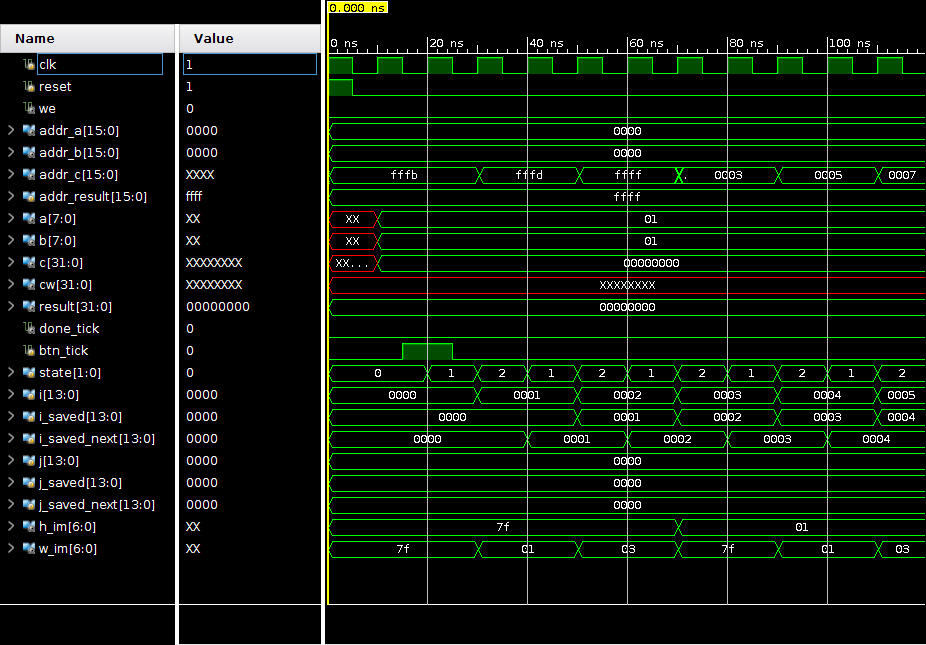 0.000 ns
Name Value 0 ns 20 ns 40 ns 60 ns 80 ns 100 ns
clk 1
reset 1
we 0
addr_a[15:0] 0000 0000
addr_b[15:0] 0000 0000
addr_c[15:0] XXXX fffb fffd ffff . 0003 0005 0007
addr_result[15:0] ffff ffff
a[7:0] XX XX 01
b[7:0] XX XX 01
c[31:0] XXXXXXXX XX... 00000000
cw[31:0] XXXXXXXX XXXXXXXX
result[31:0] 00000000 00000000
done_tick 0
btn_tick 0
state[1:0] 0 0 1 2 1 2 1 2 1 2 1 2
i[13:0] 0000 0000 0001 0002 0003 0004 0005
i_saved[13:0] 0000 0000 0001 0002 0003 0004
i_saved_next[13:0] 0000 0000 0001 0002 0003 0004
j[13:0] 0000 0000
j_saved[13:0] 0000 0000
j_saved_next[13:0] 0000 0000
h_im[6:0] XX 7f 01
w_im[6:0] XX 7f 01 03 7f 01 03